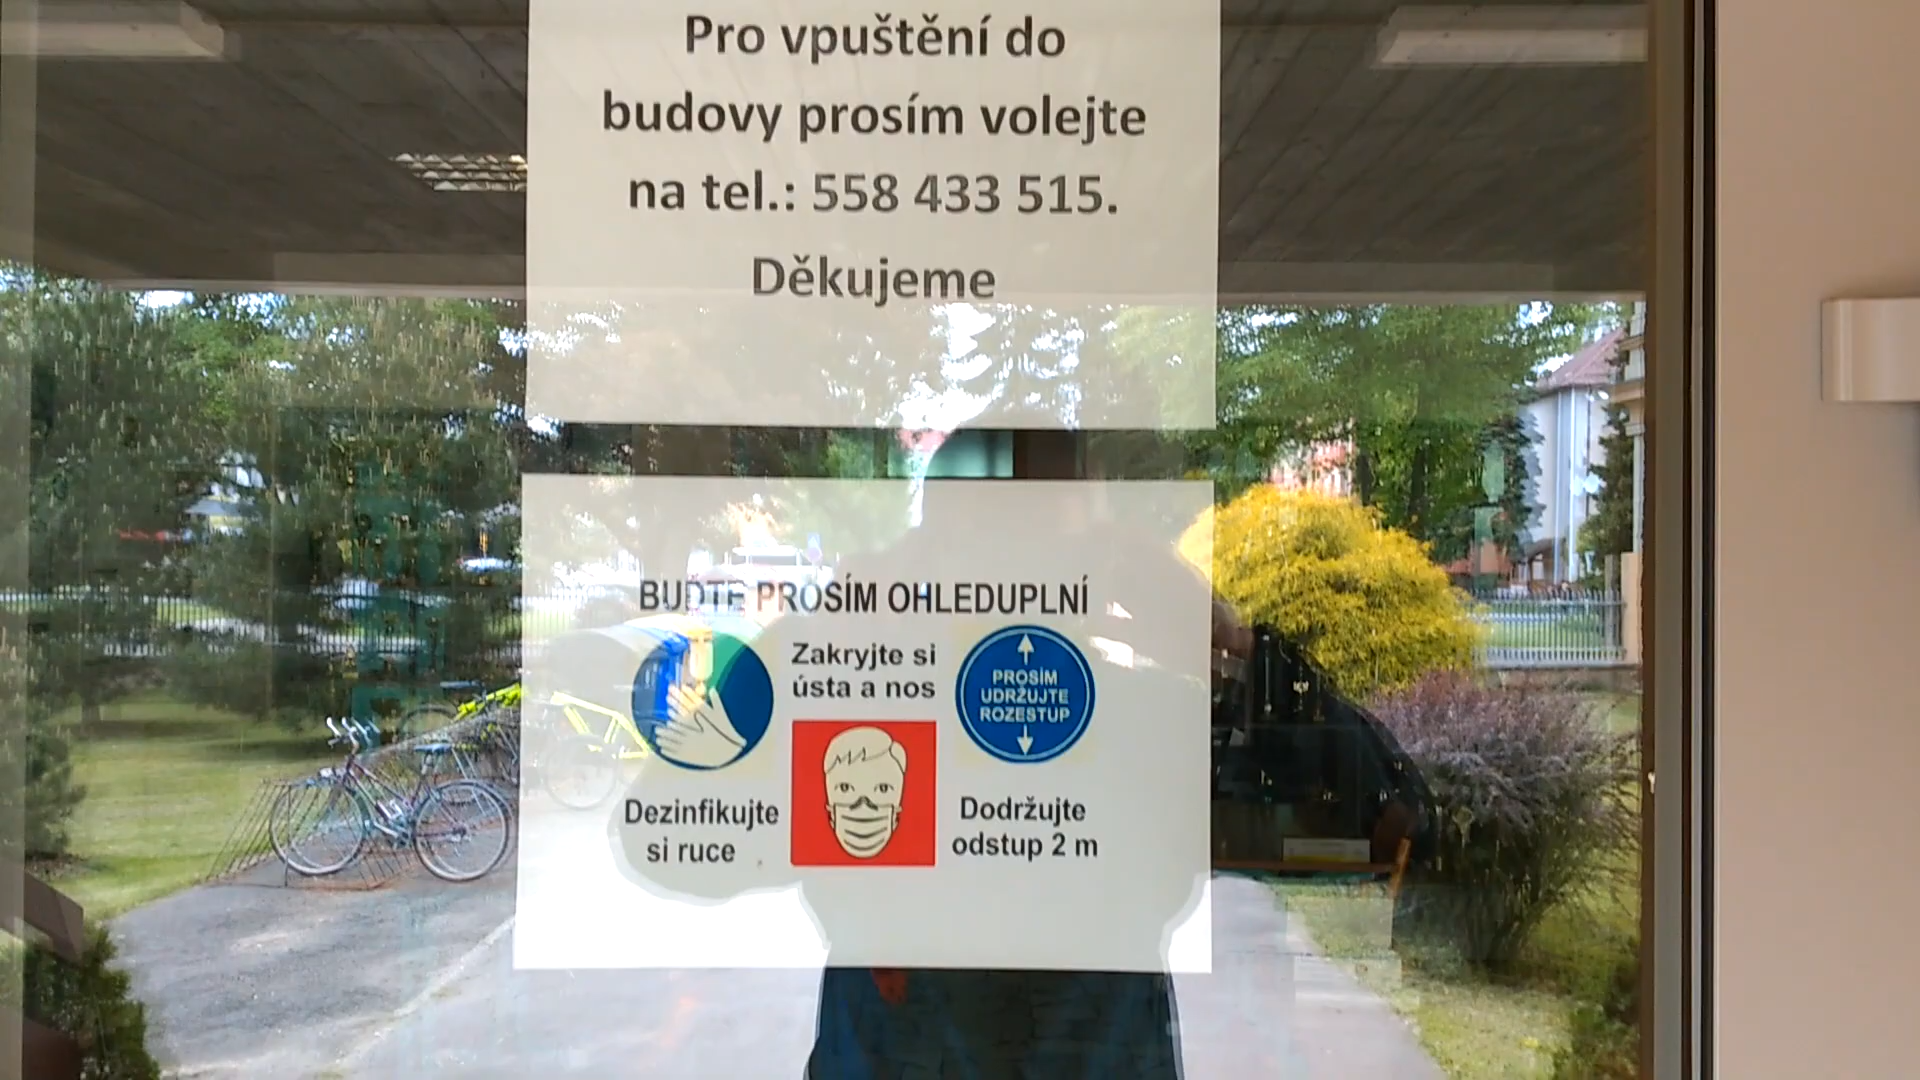 Pro vpuštění do
budovy prosím volejte
na tel.: 558 433 515.
Děkujeme
BUĎTE PROSÍM OHLEDUPLNÍ
Zakryjte si
ústa a nos
PROSÍM
UDRŽUJTE
ROZESTUP
Dezinfikujte
si ruce
Dodržujte
odstup 2 m